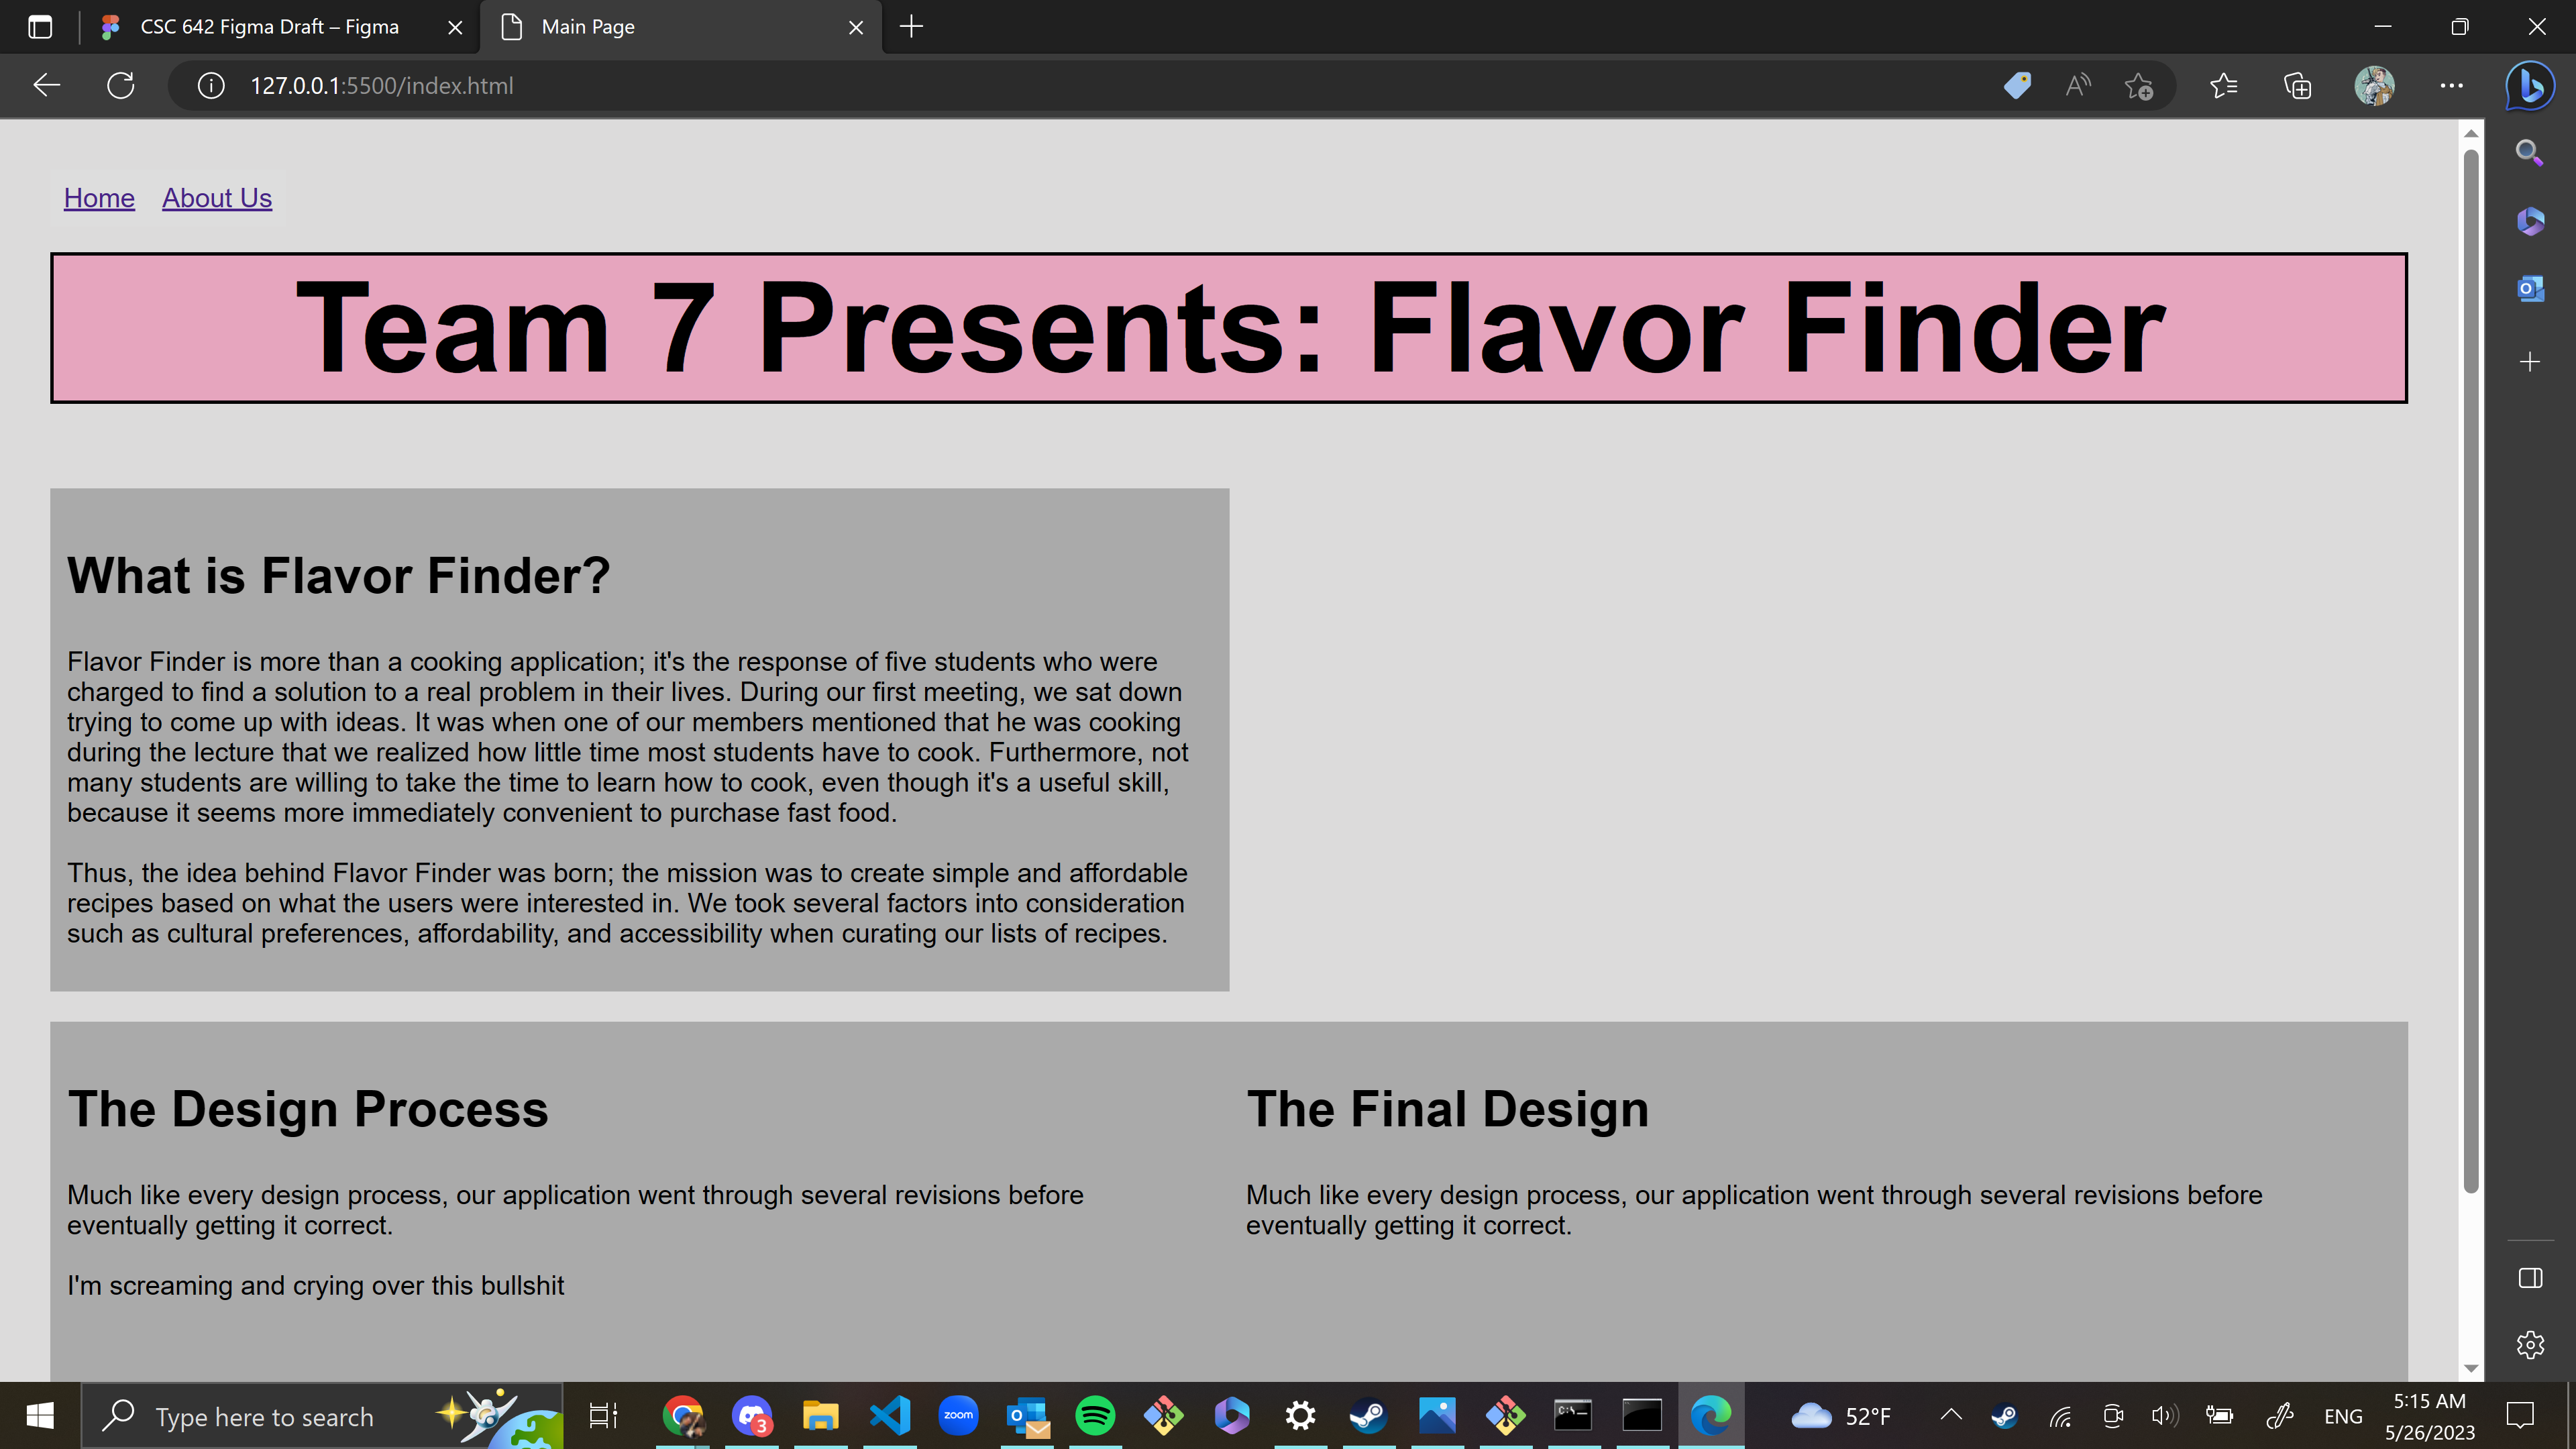 CSC 642 Figma Draft – Figma
Main Page
127.0.0.1:5500/index.html
Home About Us
Team 7 Presents: Flavor Finder
What is Flavor Finder?
Flavor Finder is more than a cooking application; it's the response of five students who were
charged to find a solution to a real problem in their lives. During our first meeting, we sat down
trying to come up with ideas. It was when one of our members mentioned that he was cooking
during the lecture that we realized how little time most students have to cook. Furthermore, not
many students are willing to take the time to learn how to cook, even though it's a useful skill,
because it seems more immediately convenient to purchase fast food.
Thus, the idea behind Flavor Finder was born; the mission was to create simple and affordable
recipes based on what the users were interested in. We took several factors into consideration
such as cultural preferences, affordability, and accessibility when curating our lists of recipes.
The Design Process
Much like every design process, our application went through several revisions before
eventually getting it correct.
I'm screaming and crying over this bullshit
The Final Design
Much like every design process, our application went through several revisions before
eventually getting it correct.
Type here to search
3
zoom
52°F
ENG
5:15 AM
5/26/2023